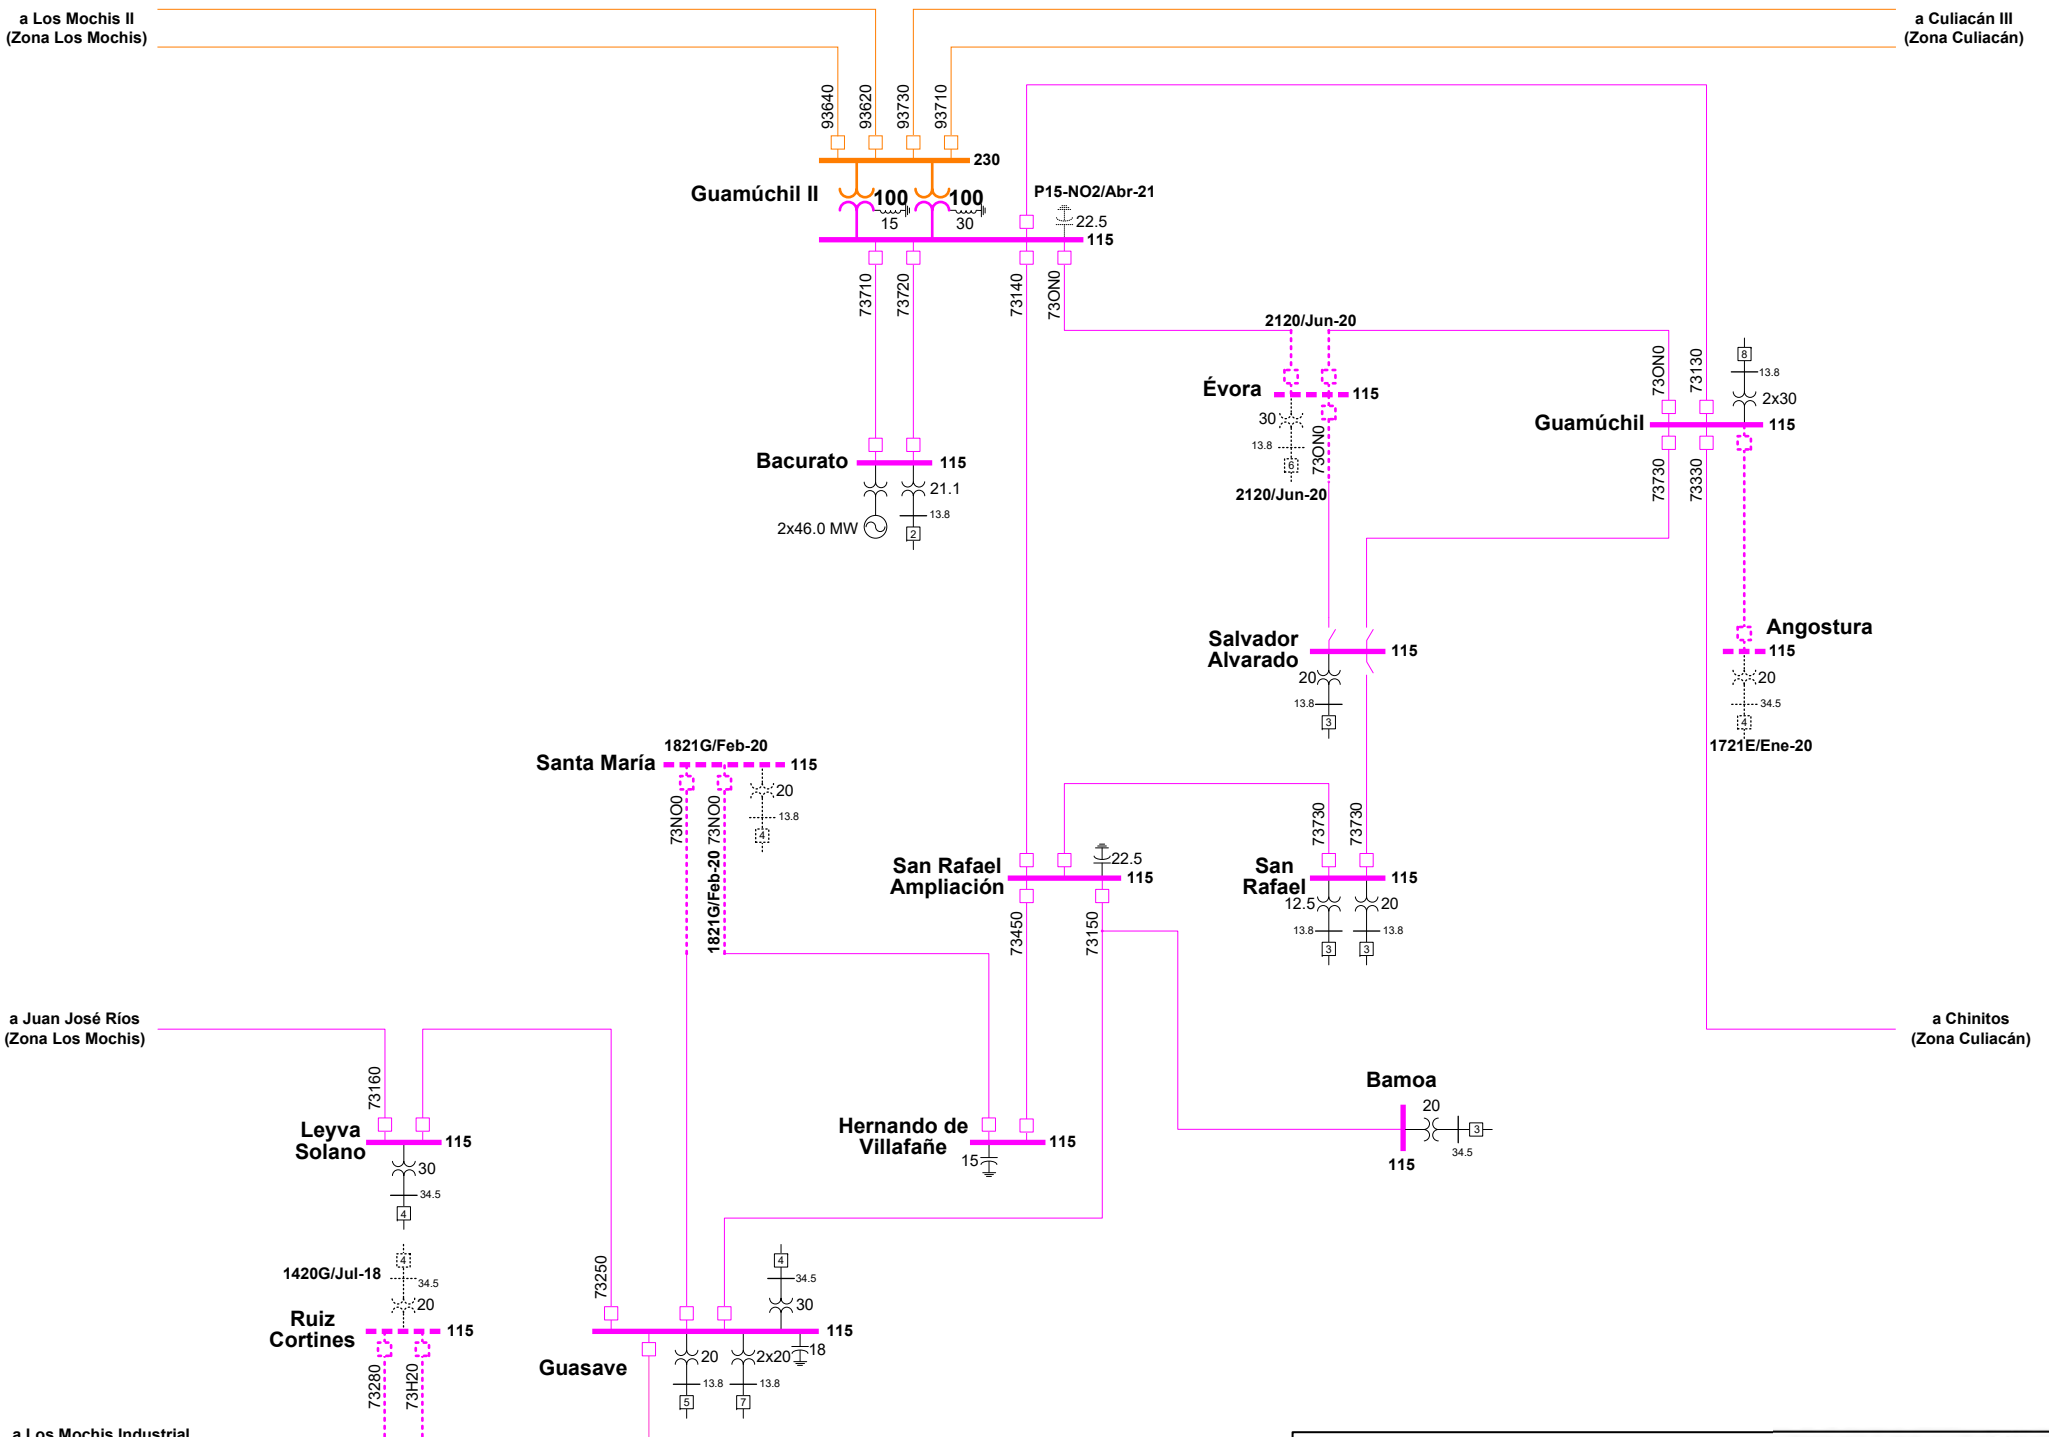 a Los Mochis II
(Zona Los Mochis)
a Culiacán III
(Zona Culiacán)
93640
93620
93730
93710
230
Guamúchil II
100
15
100
30
P15-NO2/Abr-21
22.5
115
73710
73720
73140
73ON0
2120/Jun-20
Évora
115
30
13.8
6
73ON0
2120/Jun-20
73ON0
73130
8
13.8
2x30
Guamúchil
115
73730
73330
Bacurato
115
21.1
13.8
2
2x46.0 MW
Salvador
Alvarado
115
20
13.8
3
Angostura
115
20
34.5
4
1721E/Ene-20
1821G/Feb-20
Santa María
115
20
13.8
4
73NO0
73NO0
1821G/Feb-20
San Rafael
Ampliación
22.5
115
73450
73150
73730
73730
San
Rafael
115
12.5
20
13.8
13.8
3
3
a Juan José Ríos
(Zona Los Mochis)
a Chinitos
(Zona Culiacán)
73160
Leyva
Solano
115
30
34.5
4
Hernando de
Villafañe
115
15
Bamoa
20
3
34.5
115
4
1420G/Jul-18
34.5
20
Ruiz
Cortines
115
73280
73H20
73250
4
34.5
30
115
Guasave
20
2x20
18
13.8
13.8
5
7
a Los Mochis Industrial